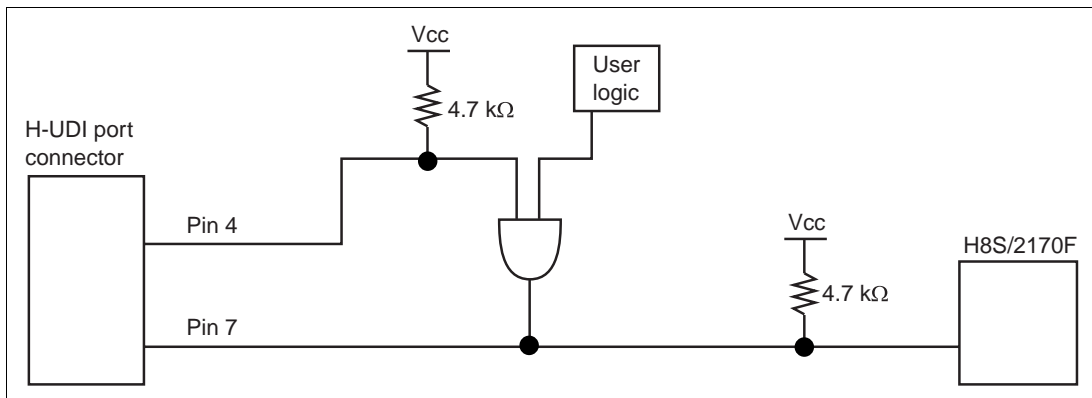 Vcc
4.7 kΩ
User
logic
H-UDI port
connector
Pin 4
Vcc
4.7 kΩ
H8S/2170F
Pin 7